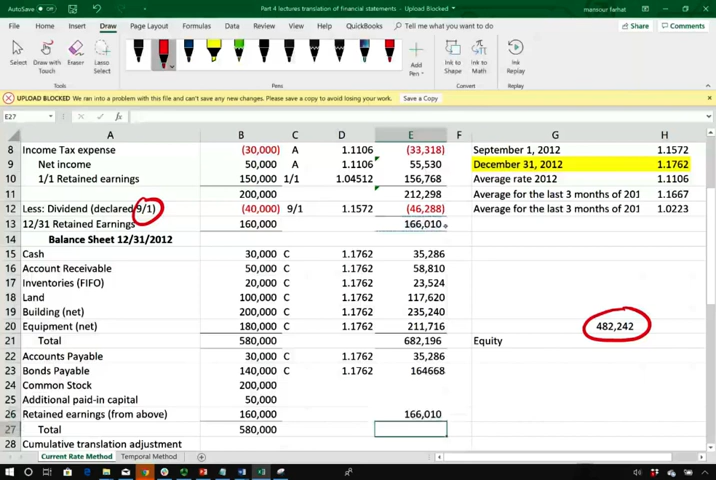 AutoSave Off Part 4 lectures translation of financial statements - Upload Blocked mansour farhat
File Home Insert Draw Page Layout Formulas Data Review View Help QuickBooks Tell me what you want to do Share Comments
Select Draw with Touch Eraser Lasso Select Add Pen Ink to Shape Ink to Math Ink Replay
Tools Pens Convert Replay
UPLOAD BLOCKED We ran into a problem with this file and can't save any new changes. Please save a copy to avoid losing your work. Save a Copy
E27 fx
A B C D E F G H
8 Income Tax expense (30,000) A 1.1106 (33,318) September 1, 2012 1.1572
9 Net income 50,000 A 1.1106 55,530 December 31, 2012 1.1762
10 1/1 Retained earnings 150,000 1/1 1.04512 156,768 Average rate 2012 1.1106
11 200,000 212,298 Average for the last 3 months of 201 1.1667
12 Less: Dividend (declared 9/1) (40,000) 9/1 1.1572 (46,288) Average for the last 3 months of 201 1.0223
13 12/31 Retained Earnings 160,000 166,010
14 Balance Sheet 12/31/2012
15 Cash 30,000 C 1.1762 35,286
16 Account Receivable 50,000 C 1.1762 58,810
17 Inventories (FIFO) 20,000 C 1.1762 23,524
18 Land 100,000 C 1.1762 117,620
19 Building (net) 200,000 C 1.1762 235,240
20 Equipment (net) 180,000 C 1.1762 211,716 482,242
21 Total 580,000 682,196 Equity
22 Accounts Payable 30,000 C 1.1762 35,286
23 Bonds Payable 140,000 C 1.1762 164668
24 Common Stock 200,000
25 Additional paid-in capital 50,000
26 Retained earnings (from above) 160,000 166,010
27 Total 580,000
28 Cumulative translation adjustment
Current Rate Method Temporal Method